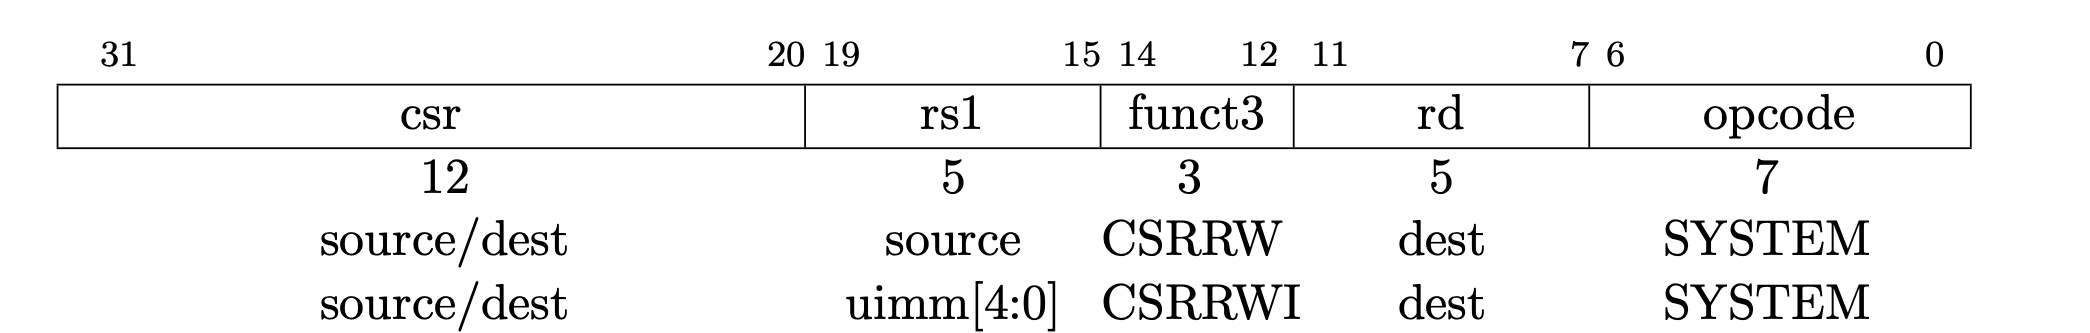 31 20 19 15 14 12 11 7 6 0
csr rs1 funct3 rd opcode
12 5 3 5 7
source/dest source CSRRW dest SYSTEM
source/dest uimm[4:0] CSRRWI dest SYSTEM